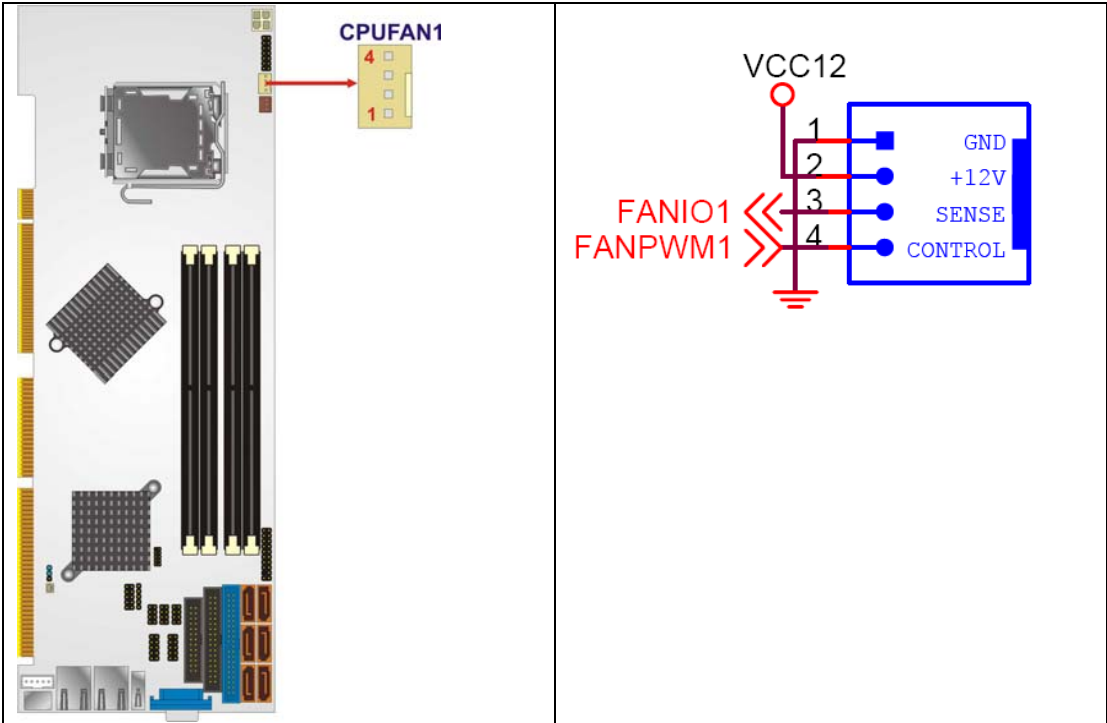 CPUFAN1
4
1
VCC12
1
GND
2
+12V
3
FANIO1
SENSE
4
FANPWM1
CONTROL